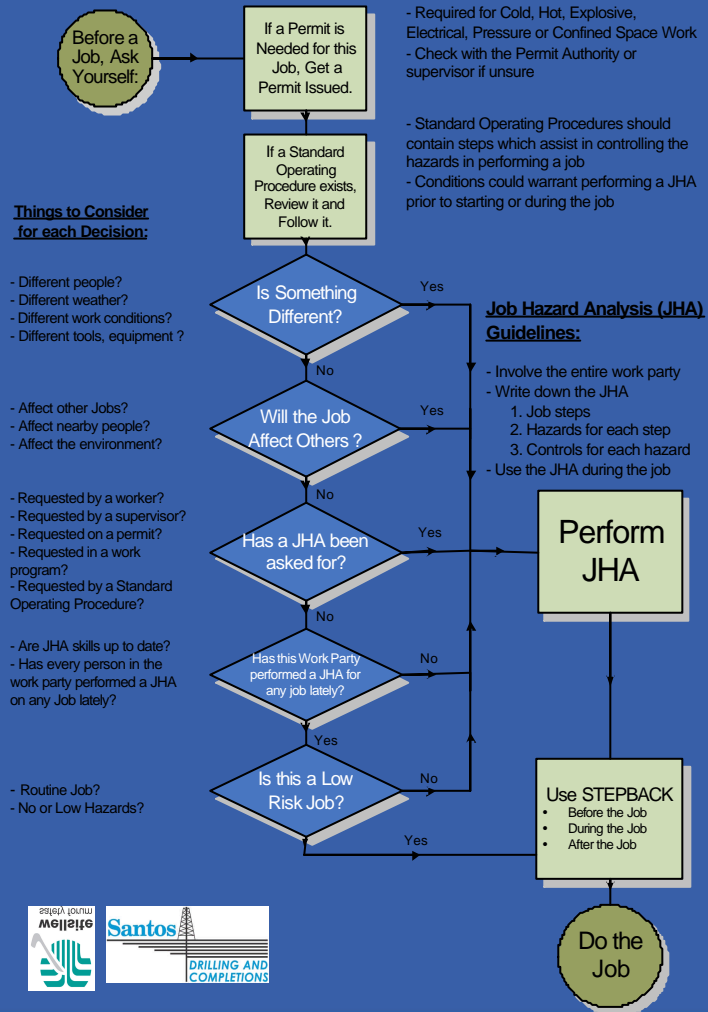 Before a
Job, Ask
Yourself:
If a Permit is
Needed for this
Job, Get a
Permit Issued.
- Required for Cold, Hot, Explosive,
Electrical, Pressure or Confined Space Work
- Check with the Permit Authority or
supervisor if unsure
If a Standard
Operating
Procedure exists,
Review it and
Follow it.
- Standard Operating Procedures should
contain steps which assist in controlling the
hazards in performing a job
- Conditions could warrant performing a JHA
prior to starting or during the job
Things to Consider
for each Decision:
- Different people?
- Different weather?
- Different work conditions?
- Different tools, equipment ?
Is Something
Different?
Yes
No
Job Hazard Analysis (JHA)
Guidelines:
- Involve the entire work party
- Write down the JHA
1. Job steps
2. Hazards for each step
3. Controls for each hazard
- Use the JHA during the job
- Affect other Jobs?
- Affect nearby people?
- Affect the environment?
Will the Job
Affect Others ?
Yes
No
- Requested by a worker?
- Requested by a supervisor?
- Requested on a permit?
- Requested in a work
program?
- Requested by a Standard
Operating Procedure?
Has a JHA been
asked for?
Yes
No
Perform
JHA
- Are JHA skills up to date?
- Has every person in the
work party performed a JHA
on any Job lately?
Has this Work Party
performed a JHA for
any job lately?
No
Yes
- Routine Job?
- No or Low Hazards?
Is this a Low
Risk Job?
No
Yes
Use STEPBACK
• Before the Job
• During the Job
• After the Job
Do the
Job
wellsite
safety forum
Santos
DRILLING AND
COMPLETIONS